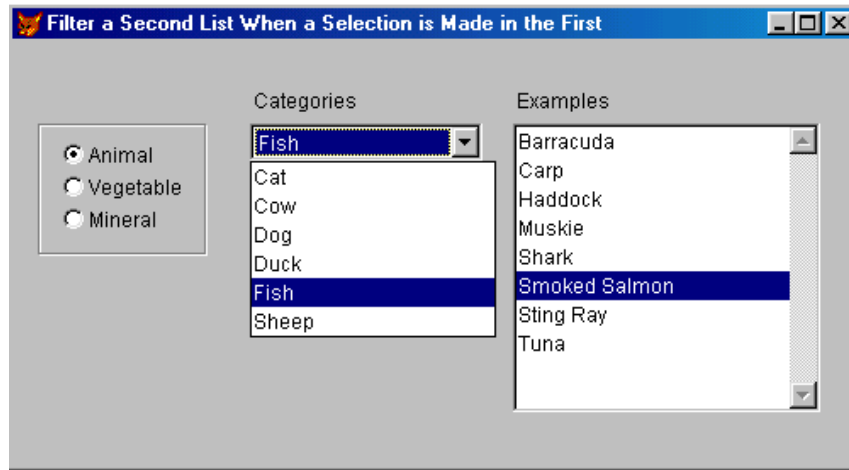 Filter a Second List When a Selection is Made in the First
Categories
Examples
Animal
Vegetable
Mineral
Fish
Cat
Cow
Dog
Duck
Fish
Sheep
Barracuda
Carp
Haddock
Muskie
Shark
Smoked Salmon
Sting Ray
Tuna